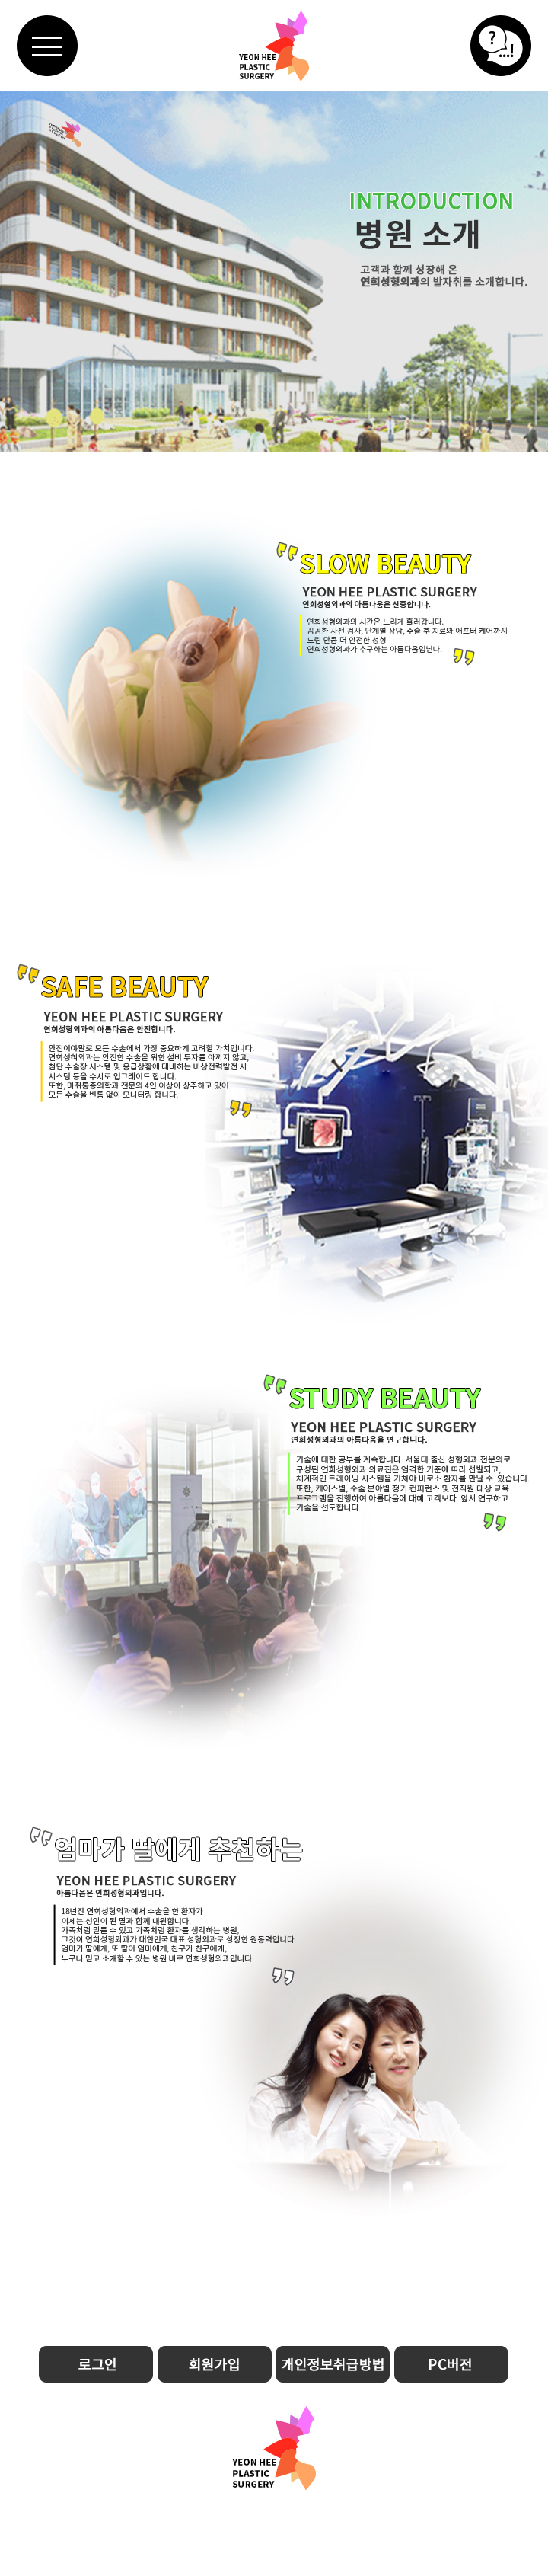 YEON HEE
PLASTIC
SURGERY
?
!
INTRODUCTION
병원 소개
고객과 함께 성장해 온
연희성형외과의 발자취를 소개합니다.
SLOW BEAUTY
YEON HEE PLASTIC SURGERY
연희성형외과의 아름다움은 신중합니다.
연희성형외과의 시간은 느리게 흘러갑니다.
꼼꼼한 사전 검사, 단계별 상담, 수술 후 치료와 애프터 케어까지
느린 만큼 더 안전한 성형
연희성형외과가 추구하는 아름다움입닌나.
SAFE BEAUTY
YEON HEE PLASTIC SURGERY
연희성형외과의 아름다음은 안전합니다.
안전이야말로 모든 수술에서 가장 중요하게 고려할 가치입니다.
연희성하외과는 안전한 수술을 위한 설비 투자를 아끼지 않고,
첨단 수술장 시스템 및 응급상황에 대비하는 비상전력발전 시
시스템 등을 수시로 업그레이드 합니다.
또한, 마취통증의학과 전문의 4인 이상이 상주하고 있어
모든 수술을 빈틈 없이 모니터링 합니다.
STUDY BEAUTY
YEON HEE PLASTIC SURGERY
연희성형외과의 아름다음을 연구합니다.
기술에 대한 공부를 계속합니다. 서울대 출신 성형외과 전문의로
구성된 연희성형외과 의료진은 엄격한 기준에 따라 선발되고,
체계적인 트레이닝 시스템을 거쳐야 비로소 환자를 만날 수 있습니다.
또한, 케이스별, 수술 분야별 정기 컨퍼런스 및 전직원 대상 교육
프로그램을 진행하여 아름다음에 대해 고객보다 앞서 연구하고
기술을 선도합니다.
엄마가 딸에게 추천하는
YEON HEE PLASTIC SURGERY
아름다음은 연희성형외과입니다.
18년전 연희성형외과에서 수술을 한 환자가
이제는 성인이 된 딸과 함께 내원합니다.
가족처럼 믿를 수 있고 가족처럼 환자를 생각하는 병원,
그것이 연희성형외과가 대한민국 대표 성형외과로 성정한 원동력입니다.
엄마가 딸에게, 또 딸이 엄마에게, 친구가 친구에게,
누구나 믿고 소개할 수 있는 병원 바로 연희성형외과입니다.
로그인
회원가입
개인정보취급방법
PC버전
YEON HEE
PLASTIC
SURGERY